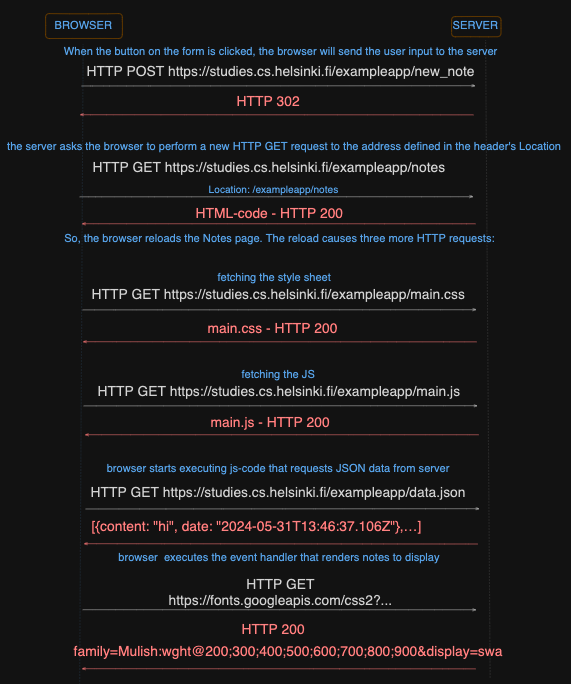 BROWSER
SERVER
When the button on the form is clicked, the browser will send the user input to the server
HTTP POST https://studies.cs.helsinki.fi/exampleapp/new_note
HTTP 302
the server asks the browser to perform a new HTTP GET request to the address defined in the header's Location
HTTP GET https://studies.cs.helsinki.fi/exampleapp/notes
Location: /exampleapp/notes
HTML-code - HTTP 200
So, the browser reloads the Notes page. The reload causes three more HTTP requests:
fetching the style sheet
HTTP GET https://studies.cs.helsinki.fi/exampleapp/main.css
main.css - HTTP 200
fetching the JS
HTTP GET https://studies.cs.helsinki.fi/exampleapp/main.js
main.js - HTTP 200
browser starts executing js-code that requests JSON data from server
HTTP GET https://studies.cs.helsinki.fi/exampleapp/data.json
[{content: "hi", date: "2024-05-31T13:46:37.106Z"},…]
browser  executes the event handler that renders notes to display
HTTP GET
https://fonts.googleapis.com/css2?...
HTTP 200
family=Mulish:wght@200;300;400;500;600;700;800;900&display=swa